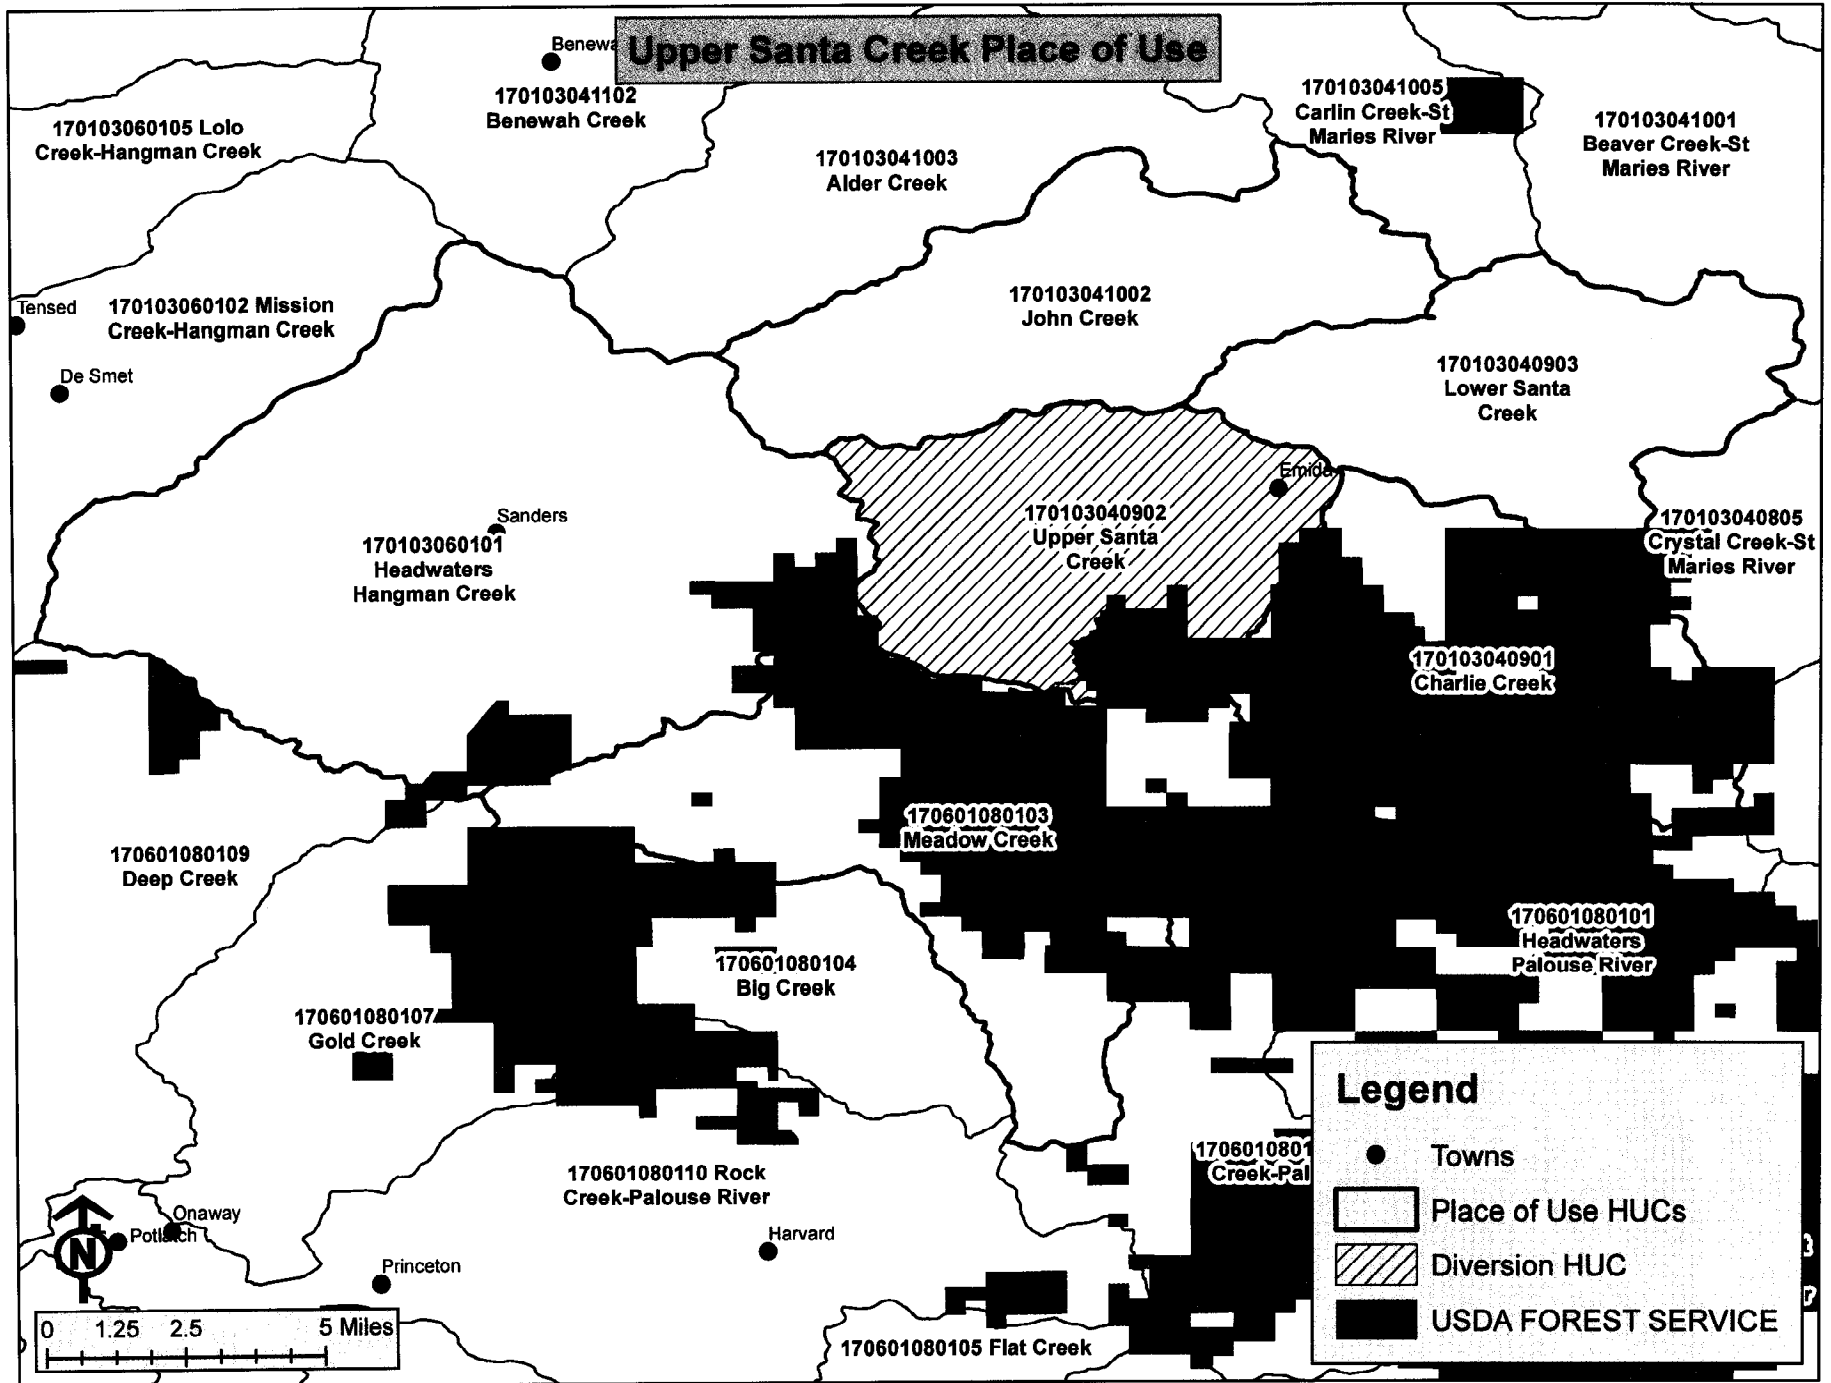 Upper Santa Creek Place of Use
170103041102
Benewah Creek
170103041005
Carlin Creek-St
Maries River
170103041001
Beaver Creek-St
Maries River
170103060105 Lolo
Creek-Hangman Creek
170103041003
Alder Creek
Tensed
170103060102 Mission
Creek-Hangman Creek
170103041002
John Creek
De Smet
170103040903
Lower Santa
Creek
Emida
Sanders
170103060101
Headwaters
Hangman Creek
170103040902
Upper Santa
Creek
170103040805
Crystal Creek-St
Maries River
170103040901
Charlie Creek
170601080103
Meadow Creek
170601080109
Deep Creek
170601080101
Headwaters
Palouse River
170601080104
Big Creek
170601080107
Gold Creek
1706010801
Creek-Pal
170601080110 Rock
Creek-Palouse River
Onaway
Potlatch
Harvard
Princeton
N
170601080105 Flat Creek
0 1.25 2.5 5 Miles
Legend
Towns
Place of Use HUCs
Diversion HUC
USDA FOREST SERVICE